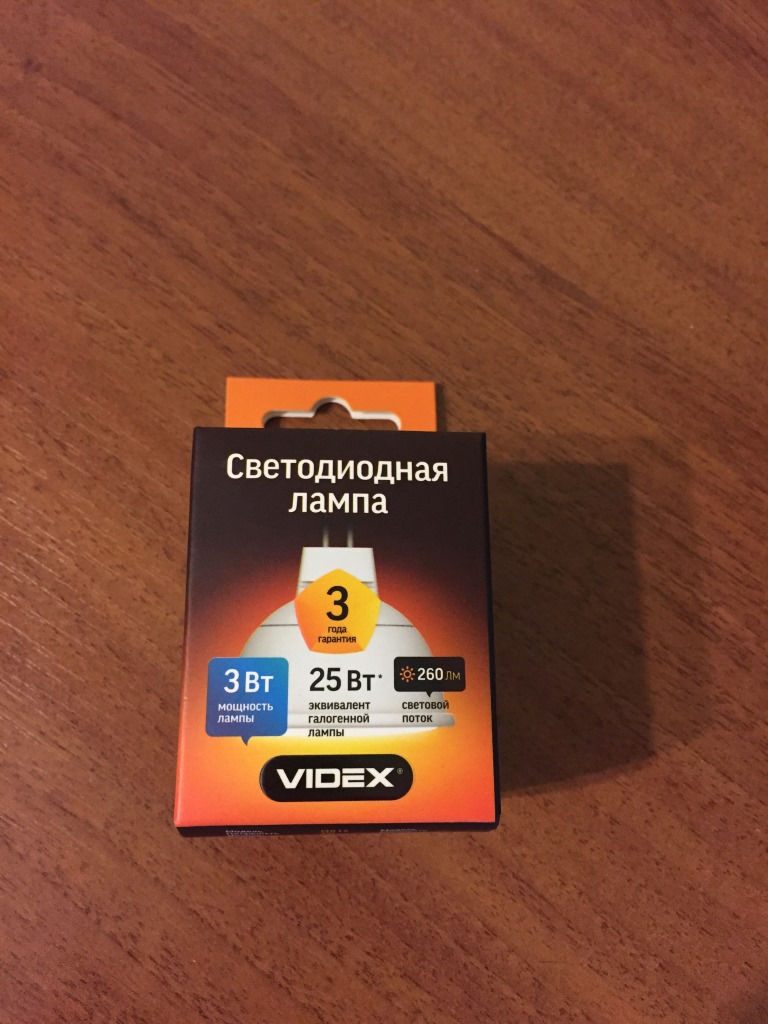 Светодиодная
лампа
3
года
гарантия
3 Вт
мощность
лампы
25 Вт*
эквивалент
галогенной
лампы
260 лм
световой
поток
VIDEX®